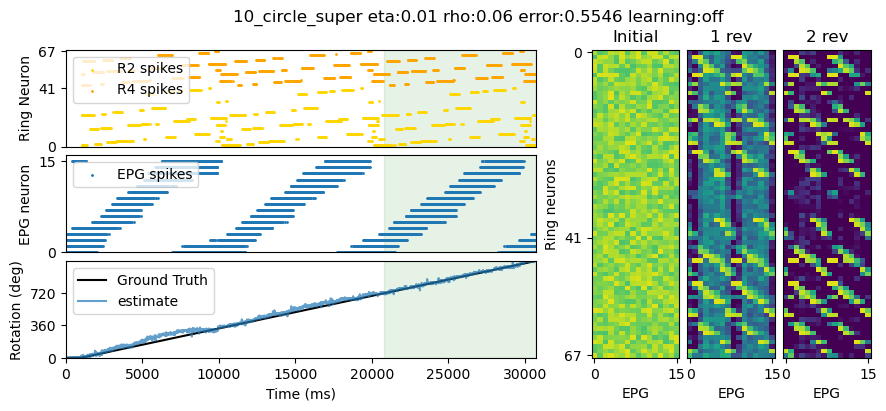 10_circle_super eta:0.01 rho:0.06 error:0.5546 learning:off
Ring Neuron
67
41
0
R2 spikes
R4 spikes
EPG neuron
15
0
EPG spikes
Rotation (deg)
720
360
0
Ground Truth
estimate
0 5000 10000 15000 20000 25000 30000
Time (ms)
Initial 1 rev 2 rev
Ring neurons
0
41
67
0 15 0 15 0 15
EPG EPG EPG